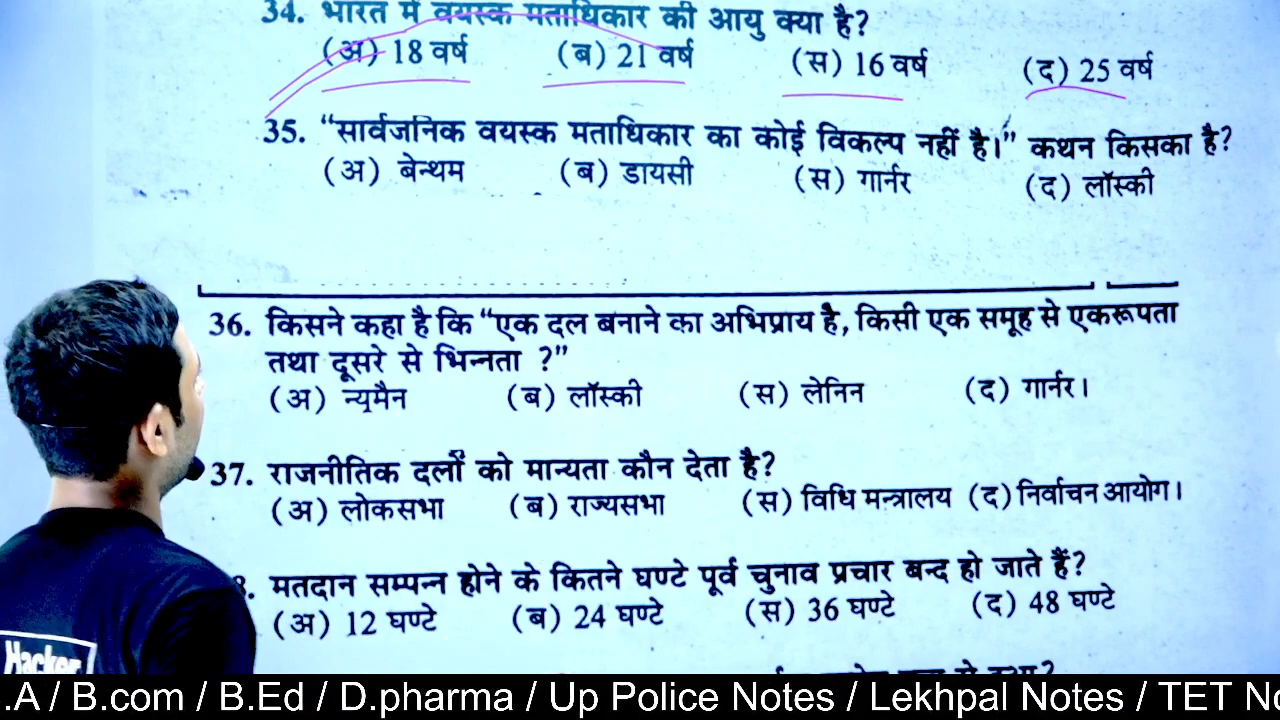 34. भारत में वयस्क मताधिकार की आयु क्या है?
(अ) 18 वर्ष (ब) 21 वर्ष (स) 16 वर्ष (द) 25 वर्ष
35. “सार्वजनिक वयस्क मताधिकार का कोई विकल्प नहीं है।” कथन किसका है?
(अ) बेन्थम (ब) डायसी (स) गार्नर (द) लॉस्की
36. किसने कहा है कि “एक दल बनाने का अभिप्राय है, किसी एक समूह से एकरूपता
तथा दूसरे से भिन्नता ?”
(अ) न्यूमैन (ब) लॉस्की (स) लेनिन (द) गार्नर।
37. राजनीतिक दलों को मान्यता कौन देता है?
(अ) लोकसभा (ब) राज्यसभा (स) विधि मन्त्रालय (द) निर्वाचन आयोग।
8. मतदान सम्पन्न होने के कितने घण्टे पूर्व चुनाव प्रचार बन्द हो जाते हैं?
(अ) 12 घण्टे (ब) 24 घण्टे (स) 36 घण्टे (द) 48 घण्टे
Hacker
.A / B.com / B.Ed / D.pharma / Up Police Notes / Lekhpal Notes / TET No